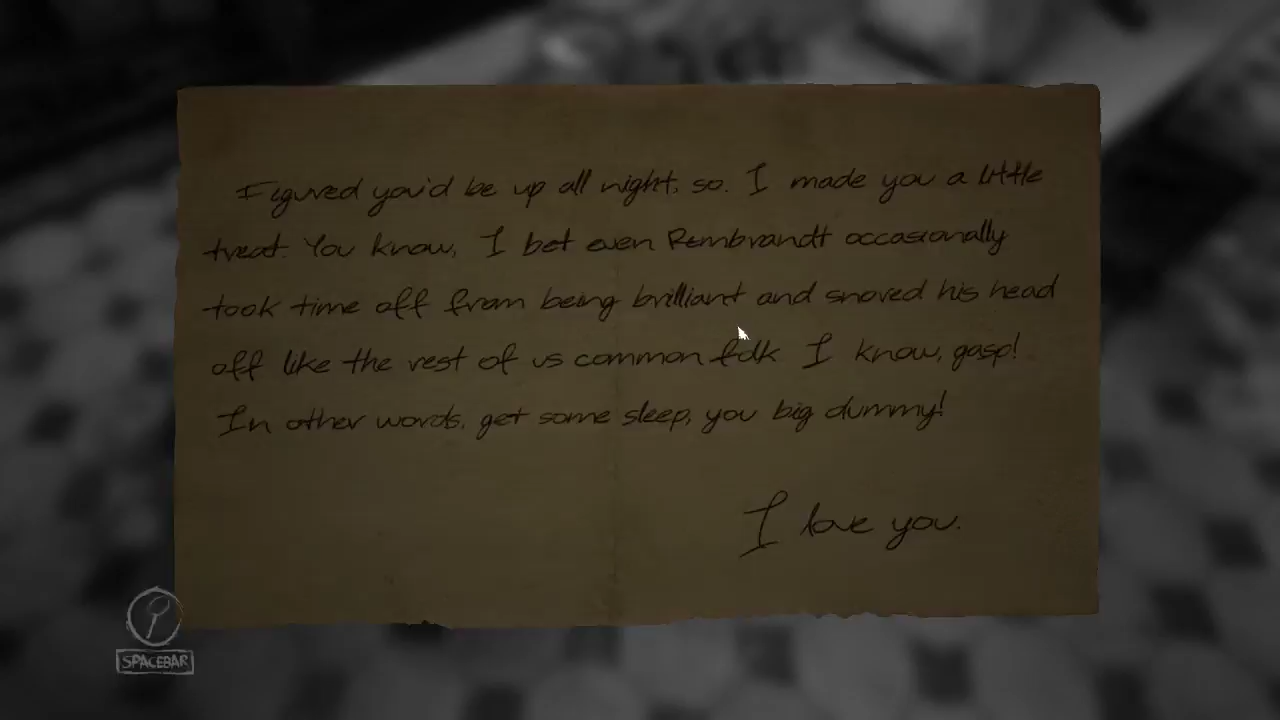 Figured you'd be up all night, so. I made you a little
treat. You know, I bet even Rembrandt occasionally
took time off from being brilliant and snored his head
off like the rest of us common folk I know, gasp!
In other words, get some sleep, you big dummy!
I love you.
SPACEBAR